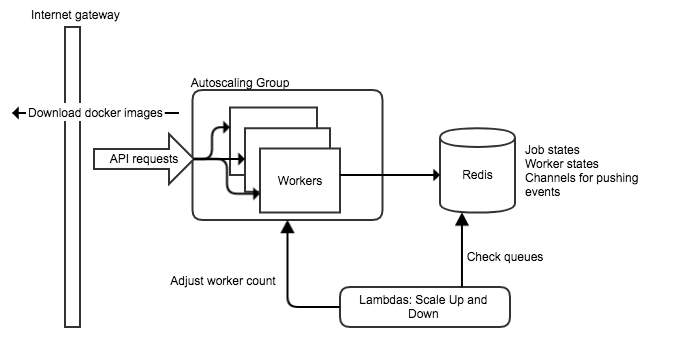 Internet gateway
Autoscaling Group
Download docker images
API requests
Workers
Redis
Job states
Worker states
Channels for pushing
events
Check queues
Adjust worker count
Lambdas: Scale Up and
Down